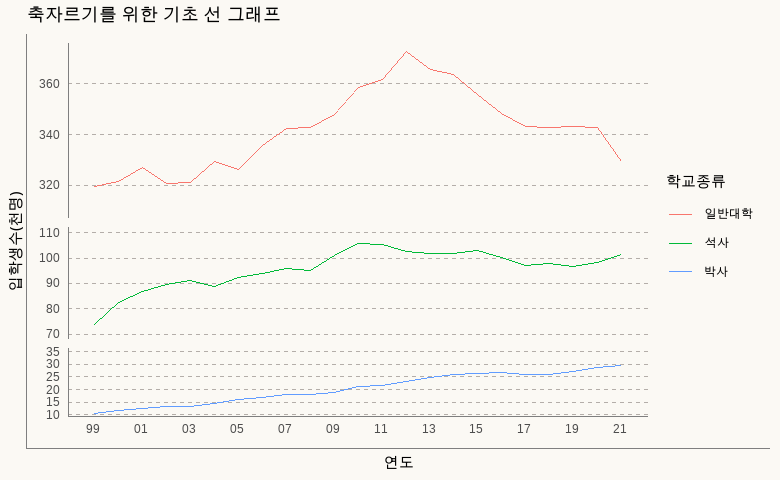 축자르기를 위한 기초 선 그래프
입학생수(천명)
360
340
320
110
100
90
80
70
35
30
25
20
15
10
99 01 03 05 07 09 11 13 15 17 19 21
연도
학교종류
일반대학
석사
박사